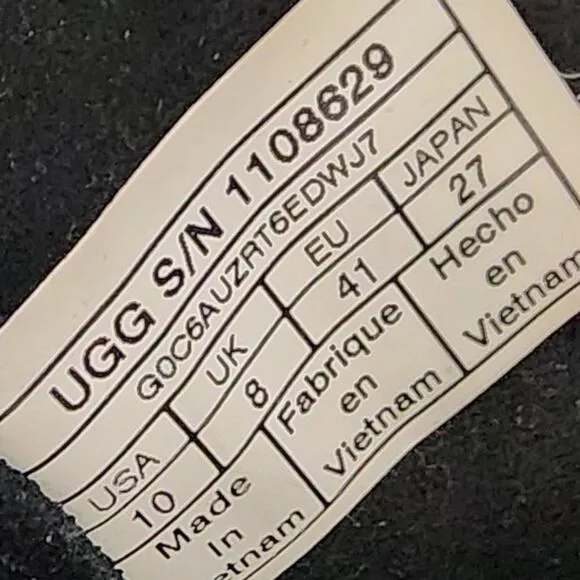 UGG S/N 1108629
G0C6AUZRT6EDWJ7
USA UK EU JAPAN
10 8 41 27
Made Fabrique Hecho
In en en
etnam Vietnam Vietnam